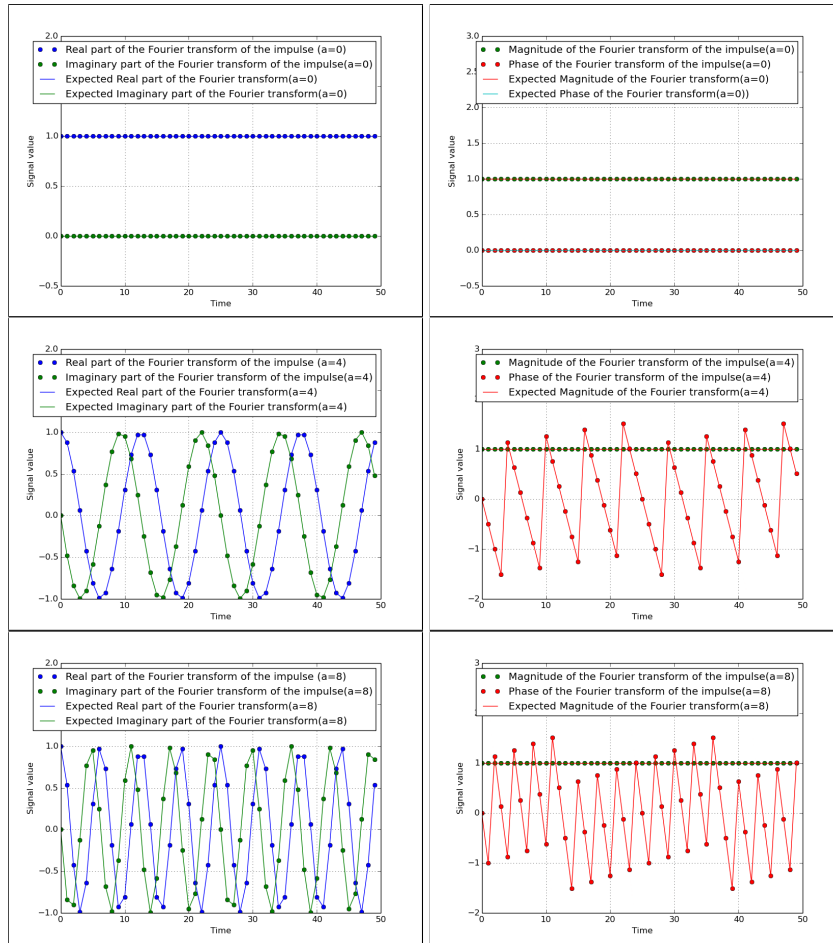 2.0
Real part of the Fourier transform of the impulse (a=0)
Imaginary part of the Fourier transform of the impulse(a=0)
Expected Real part of the Fourier transform(a=0)
Expected Imaginary part of the Fourier transform(a=0)
Signal value
1.0
0.5
0.0
−0.5
0 10 20 30 40 50
Time
3.0
Magnitude of the Fourier transform of the impulse(a=0)
Phase of the Fourier transform of the impulse(a=0)
Expected Magnitude of the Fourier transform(a=0)
Expected Phase of the Fourier transform(a=0))
Signal value
2.0
1.5
1.0
0.5
0.0
−0.5
0 10 20 30 40 50
Time
2.0
Real part of the Fourier transform of the impulse (a=4)
Imaginary part of the Fourier transform of the impulse(a=4)
Expected Real part of the Fourier transform(a=4)
Expected Imaginary part of the Fourier transform(a=4)
Signal value
1.0
0.5
0.0
−0.5
−1.0
0 10 20 30 40 50
Time
3
Magnitude of the Fourier transform of the impulse(a=4)
Phase of the Fourier transform of the impulse(a=4)
Expected Magnitude of the Fourier transform(a=4)
Signal value
1
0
−1
−2
0 10 20 30 40 50
Time
2.0
Real part of the Fourier transform of the impulse (a=8)
Imaginary part of the Fourier transform of the impulse(a=8)
Expected Real part of the Fourier transform(a=8)
Expected Imaginary part of the Fourier transform(a=8)
Signal value
1.0
0.5
0.0
−0.5
−1.0
0 10 20 30 40 50
Time
3
Magnitude of the Fourier transform of the impulse(a=8)
Phase of the Fourier transform of the impulse(a=8)
Expected Magnitude of the Fourier transform(a=8)
Signal value
1
0
−1
−2
0 10 20 30 40 50
Time